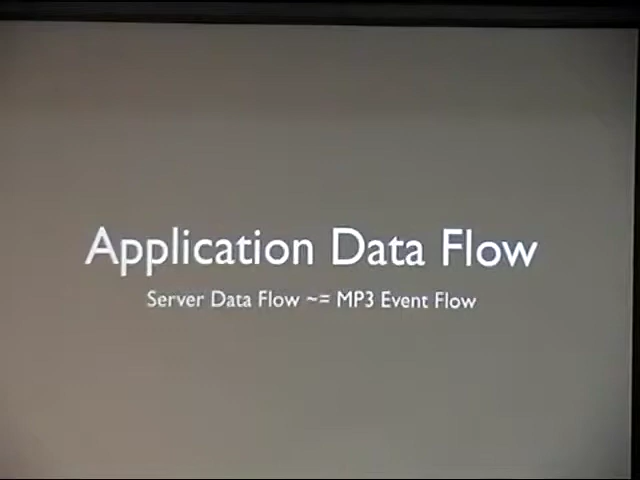 Application Data Flow
Server Data Flow ~= MP3 Event Flow